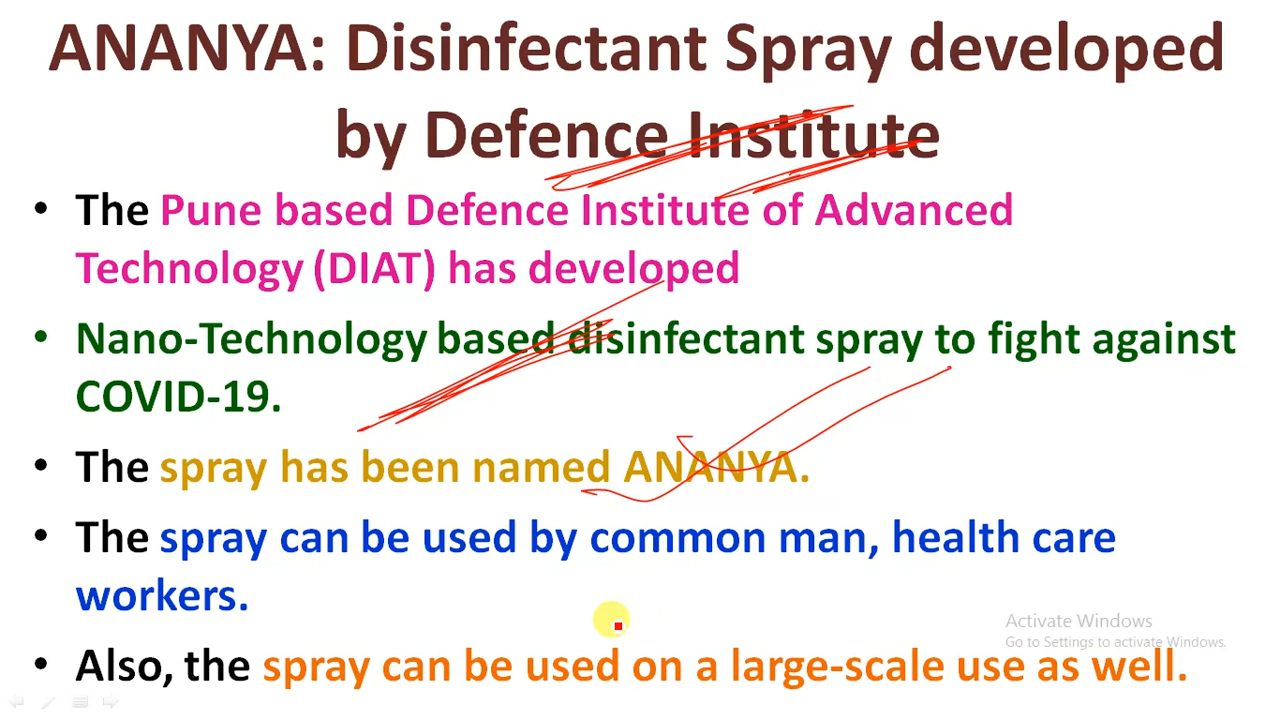 ANANYA: Disinfectant Spray developed
by Defence Institute
• The Pune based Defence Institute of Advanced
Technology (DIAT) has developed
• Nano-Technology based disinfectant spray to fight against
COVID-19.
• The spray has been named ANANYA.
• The spray can be used by common man, health care
workers.
Activate Windows
Go to Settings to activate Windows.
• Also, the spray can be used on a large-scale use as well.